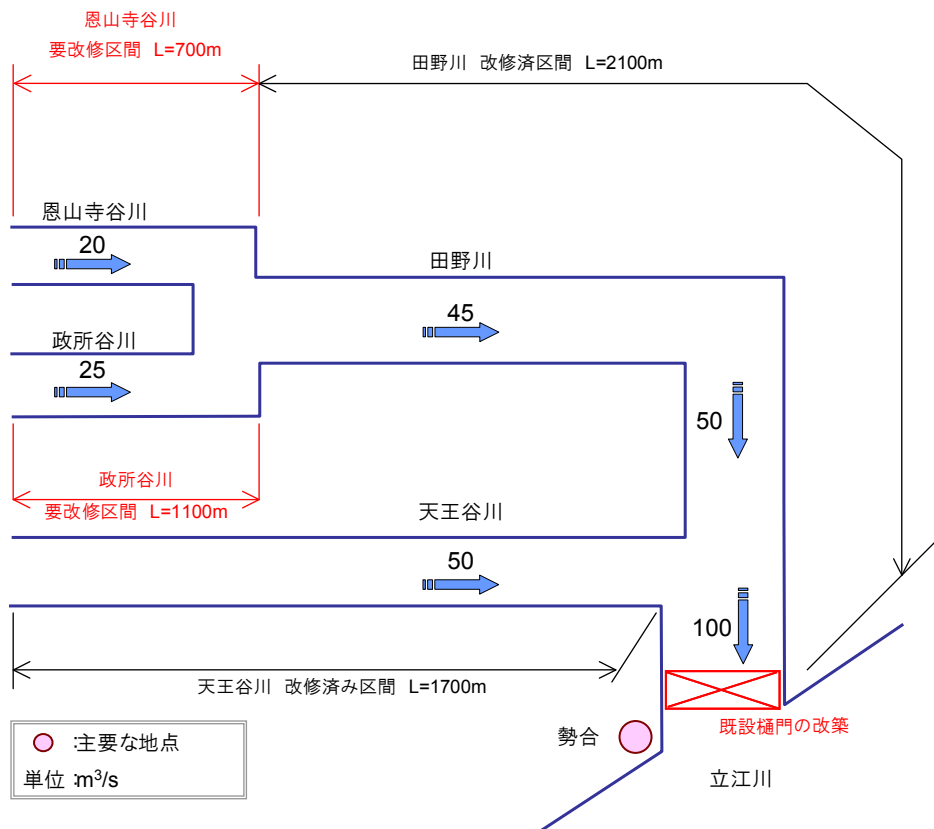 恩山寺谷川
要改修区間 L=700m
田野川 改修済区間 L=2100m
恩山寺谷川
20
田野川
45
政所谷川
25
50
政所谷川
要改修区間 L=1100m
天王谷川
50
100
天王谷川 改修済み区間 L=1700m
既設樋門の改築
勢合
:主要な地点
単位:m³/s
立江川